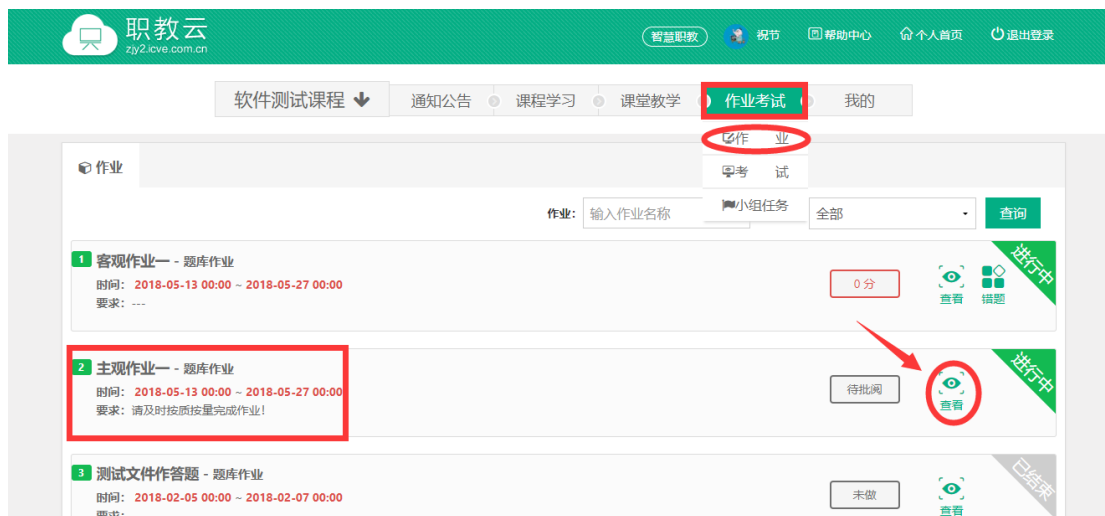 职教云
zjy2.icve.com.cn
智慧职教 祝节 帮助中心 个人首页 退出登录
软件测试课程 通知公告 课程学习 课堂教学 作业考试 我的
作 业
考 试
小组任务
作业
作业： 输入作业名称 全部 查询
1 客观作业一 - 题库作业
时间： 2018-05-13 00:00 ~ 2018-05-27 00:00
要求： ---
0 分
查看 错题
进行中
2 主观作业一 - 题库作业
时间： 2018-05-13 00:00 ~ 2018-05-27 00:00
要求： 请及时按质按量完成作业！
待批阅
查看
进行中
3 测试文件作答题 - 题库作业
时间： 2018-02-05 00:00 ~ 2018-02-07 00:00
要求：
未做
查看
已结束